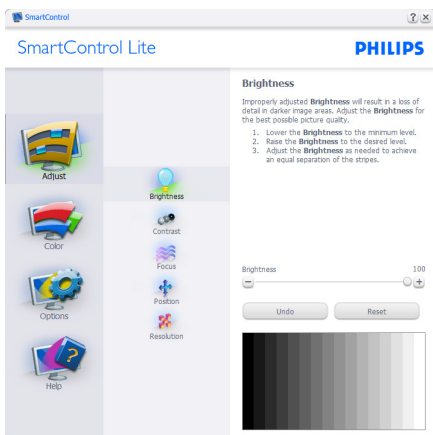 SmartControl
SmartControl Lite
PHILIPS
Adjust
Color
Options
Help
Brightness
Contrast
Focus
Position
Resolution
Brightness
Improperly adjusted Brightness will result in a loss of
detail in darker image areas. Adjust the Brightness for
the best possible picture quality.
1. Lower the Brightness to the minimum level.
2. Raise the Brightness to the desired level.
3. Adjust the Brightness as needed to achieve
an equal separation of the stripes.
Brightness 100
Undo Reset